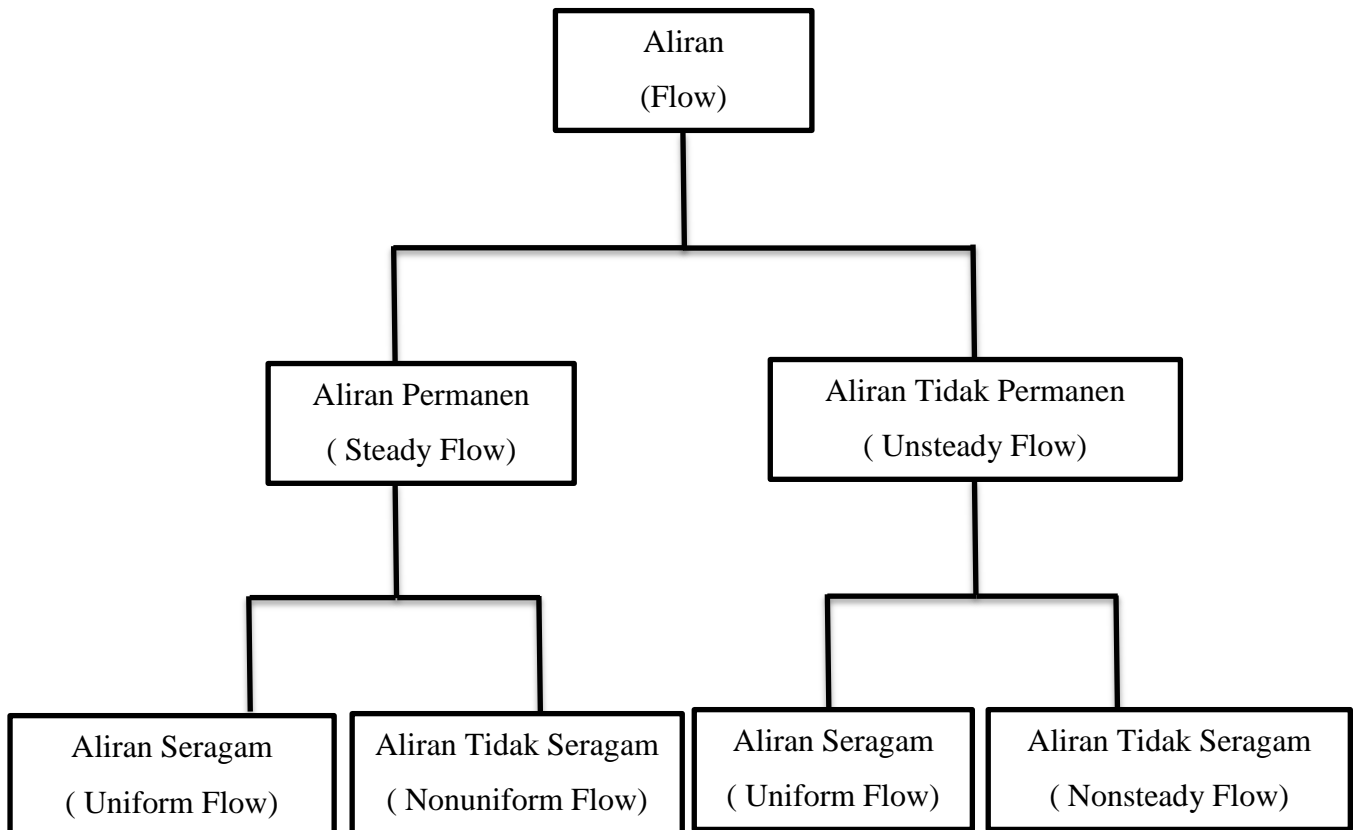 Aliran
(Flow)
Aliran Permanen
( Steady Flow)
Aliran Tidak Permanen
( Unsteady Flow)
Aliran Seragam
( Uniform Flow)
Aliran Tidak Seragam
( Nonuniform Flow)
Aliran Seragam
( Uniform Flow)
Aliran Tidak Seragam
( Nonsteady Flow)